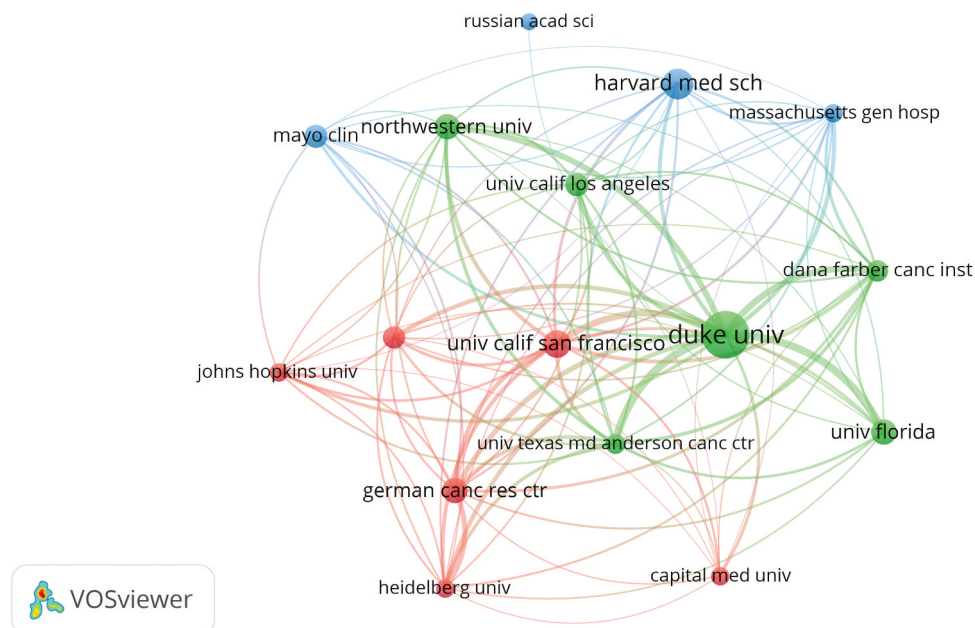 russian acad sci
harvard med sch
massachusetts gen hosp
northwestern univ
mayo clin
univ calif los angeles
dana farber canc inst
duke univ
univ calif san francisco
johns hopkins univ
univ florida
univ texas md anderson canc ctr
german canc res ctr
capital med univ
heidelberg univ
VOSviewer